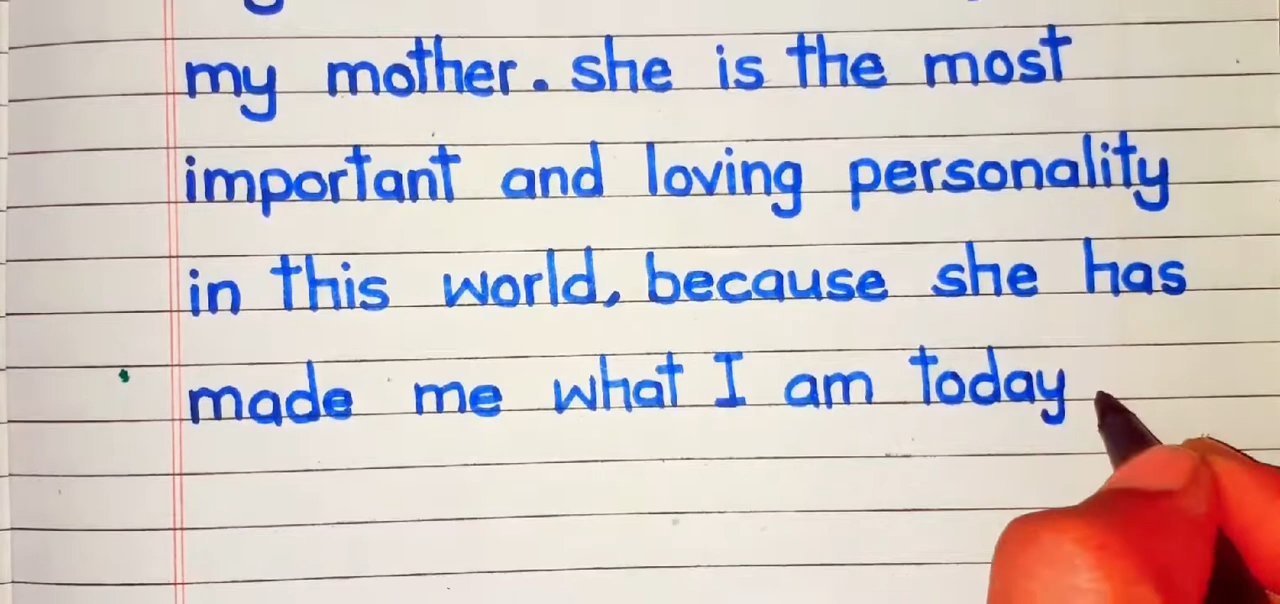 my mother. she is the most
important and loving personality
in this world, because she has
made me what I am today